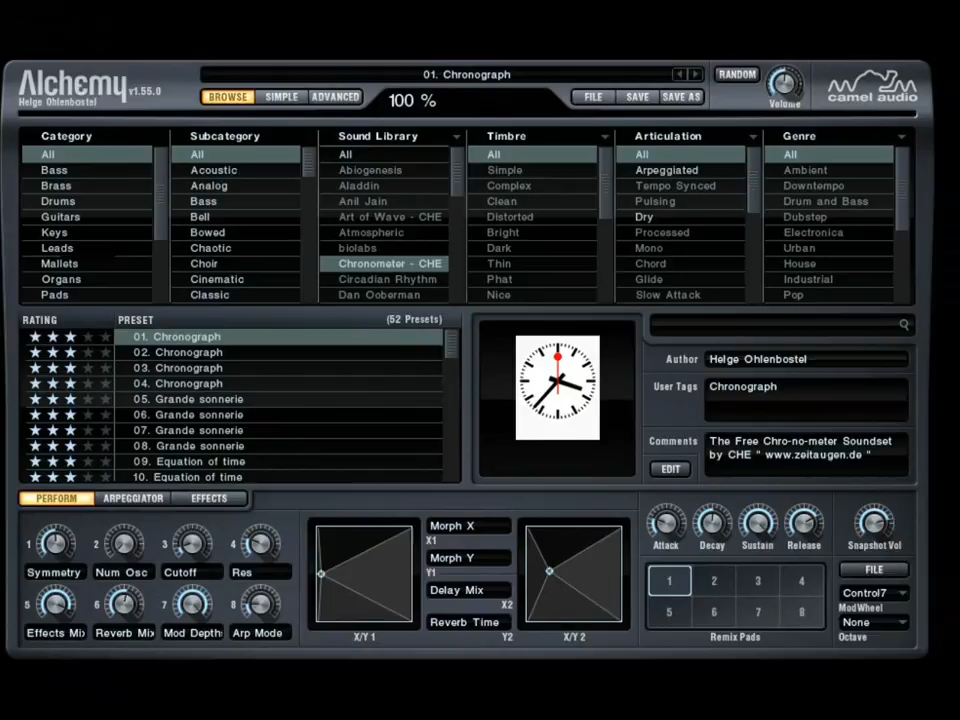 Alchemy v1.55.0
Helge Ohlenbostel
01. Chronograph
BROWSE SIMPLE ADVANCED
100 %
FILE SAVE SAVE AS
RANDOM
Volume
camel audio
Category
All
Bass
Brass
Drums
Guitars
Keys
Leads
Mallets
Organs
Pads
Subcategory
All
Acoustic
Analog
Bass
Bell
Bowed
Chaotic
Choir
Cinematic
Classic
Sound Library
All
Abiogenesis
Aladdin
Anil Jain
Art of Wave - CHE
Atmospheric
biolabs
Chronometer - CHE
Circadian Rhythm
Dan Ooberman
Timbre
All
Simple
Complex
Clean
Distorted
Bright
Dark
Thin
Phat
Nice
Articulation
All
Arpeggiated
Tempo Synced
Pulsing
Dry
Processed
Mono
Chord
Glide
Slow Attack
Genre
All
Ambient
Downtempo
Drum and Bass
Dubstep
Electronica
Urban
House
Industrial
Pop
RATING PRESET (52 Presets)
01. Chronograph
02. Chronograph
03. Chronograph
04. Chronograph
05. Grande sonnerie
06. Grande sonnerie
07. Grande sonnerie
08. Grande sonnerie
09. Equation of time
10. Equation of time
Author Helge Ohlenbostel
User Tags Chronograph
Comments The Free Chro-no-meter Soundset
by CHE " www.zeitaugen.de "
EDIT
PERFORM ARPEGGIATOR EFFECTS
1 2 3 4
Symmetry Num Osc Cutoff Res
5 6 7 8
Effects Mix Reverb Mix Mod Depth Arp Mode
Morph X
X1
Morph Y
Y1
Delay Mix
X2
Reverb Time
Y2
X/Y 1
X/Y 2
Attack Decay Sustain Release
Snapshot Vol
1 2 3 4
5 6 7 8
Remix Pads
FILE
Control7
ModWheel
None
Octave